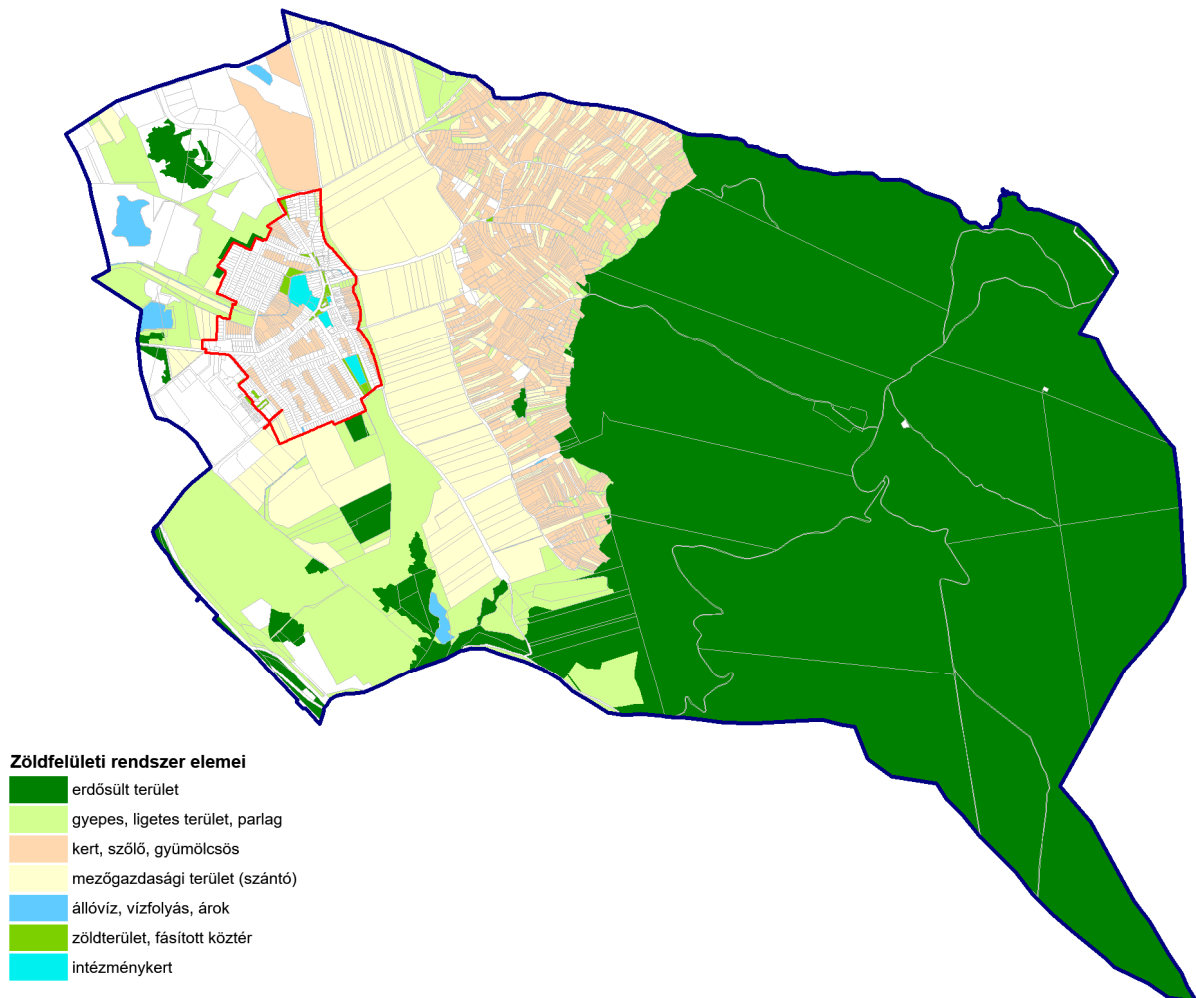 Zöldfelületi rendszer elemei
erdősült terület
gyepes, ligetes terület, parlag
kert, szőlő, gyümölcsös
mezőgazdasági terület (szántó)
állóvíz, vízfolyás, árok
zöldterület, fásított köztér
intézménykert